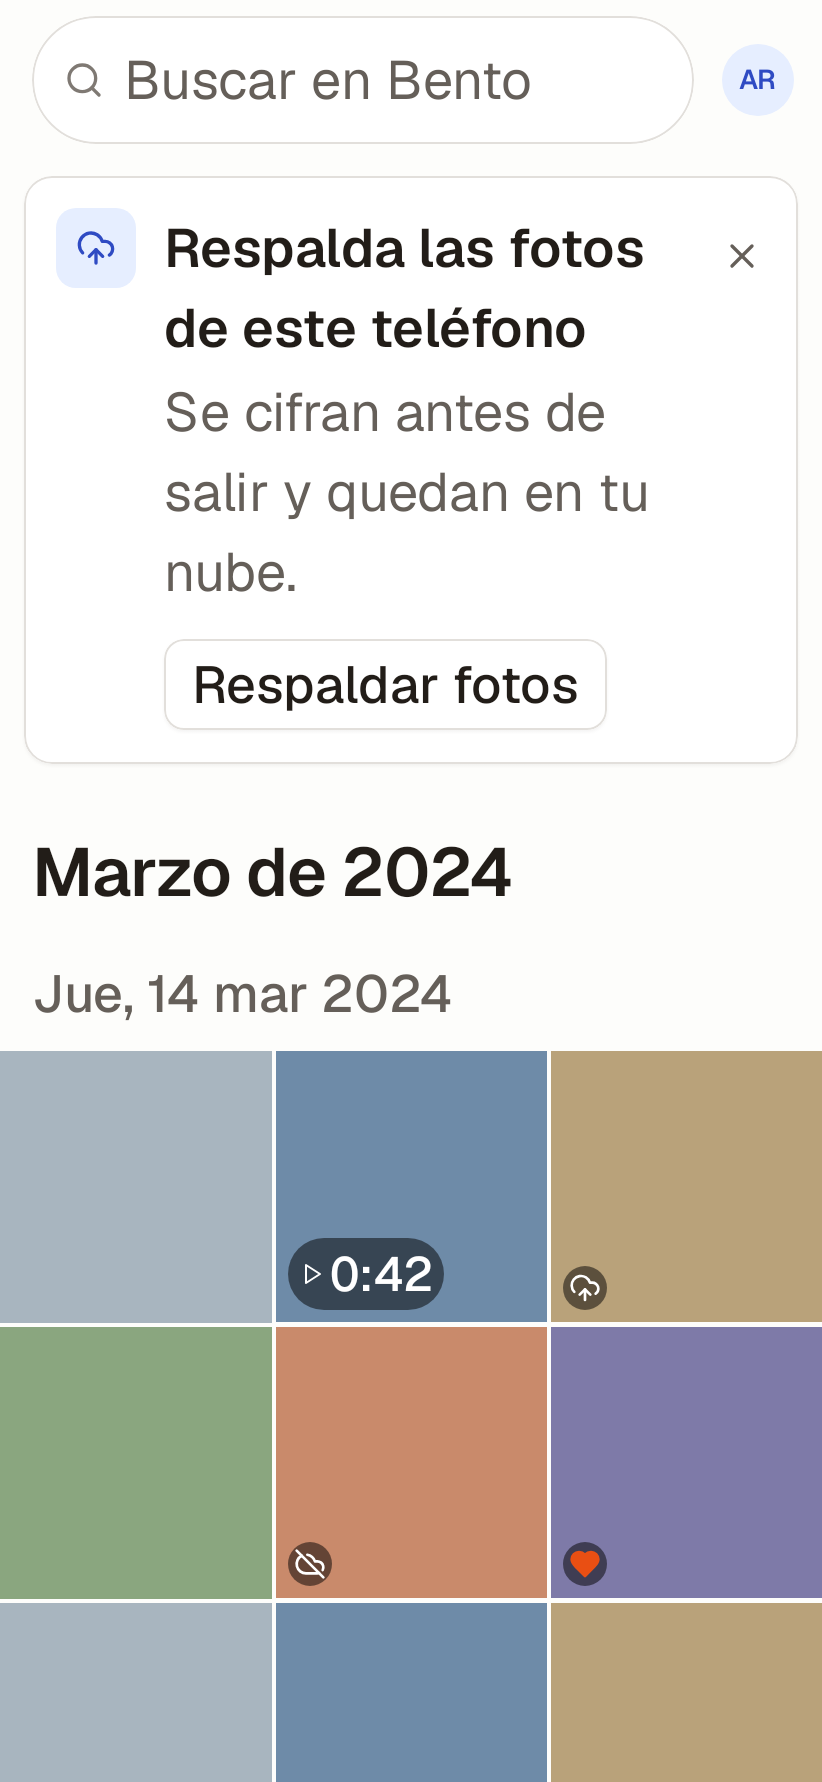 Buscar en Bento
AR
Respalda las fotos
de este teléfono
Se cifran antes de
salir y quedan en tu
nube.
Respaldar fotos
Marzo de 2024
Jue, 14 mar 2024
0:42